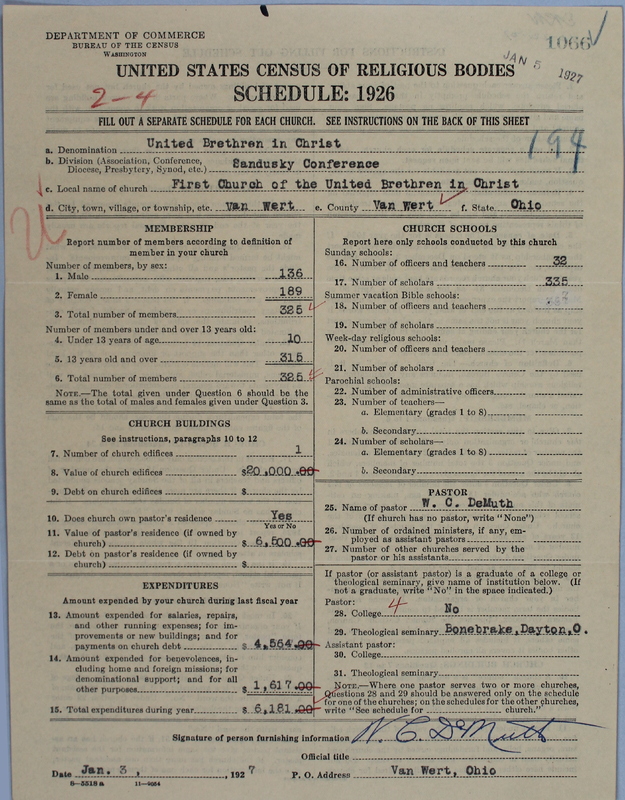 DEPARTMENT OF COMMERCE
BUREAU OF THE CENSUS
WASHINGTON
1066
JAN 5 1927
UNITED STATES CENSUS OF RELIGIOUS BODIES
SCHEDULE: 1926
2-4
FILL OUT A SEPARATE SCHEDULE FOR EACH CHURCH. SEE INSTRUCTIONS ON THE BACK OF THIS SHEET
194
a. Denomination United Brethren in Christ
b. Division (Association, Conference, Diocese, Presbytery, Synod, etc.) Sandusky Conference
c. Local name of church First Church of the United Brethren in Christ
d. City, town, village, or township, etc. Van Wert e. County Van Wert f. State Ohio
MEMBERSHIP
Report number of members according to definition of
member in your church
Number of members, by sex:
1. Male 136
2. Female 189
3. Total number of members 325
Number of members under and over 13 years old:
4. Under 13 years of age 10
5. 13 years old and over 315
6. Total number of members 325
NOTE.—The total given under Question 6 should be
same as the total of males and females given under Question 3.
CHURCH BUILDINGS
See instructions, paragraphs 10 to 12
7. Number of church edifices 1
8. Value of church edifices $20,000.00
9. Debt on church edifices $
10. Does church own pastor's residence Yes
Yes or No
11. Value of pastor's residence (if owned by
church) $ 6,500.00
12. Debt on pastor's residence (if owned by
church) $
EXPENDITURES
Amount expended by your church during last fiscal year
13. Amount expended for salaries, repairs,
and other running expenses; for im-
provements or new buildings; and for
payments on church debt $ 4,564.00
14. Amount expended for benevolences, in-
cluding home and foreign missions; for
denominational support; and for all
other purposes $ 1,617.00
15. Total expenditures during year $ 6,181.00
CHURCH SCHOOLS
Report here only schools conducted by this church
Sunday schools:
16. Number of officers and teachers 32
17. Number of scholars 335
Summer vacation Bible schools:
18. Number of officers and teachers
19. Number of scholars
Week-day religious schools:
20. Number of officers and teachers
21. Number of scholars
Parochial schools:
22. Number of administrative officers
23. Number of teachers—
a. Elementary (grades 1 to 8)
b. Secondary
24. Number of scholars—
a. Elementary (grades 1 to 8)
b. Secondary
PASTOR
25. Name of pastor W. C. DeMuth
(If church has no pastor, write "None")
26. Number of ordained ministers, if any, em-
ployed as assistant pastors
27. Number of other churches served by the
pastor or his assistants
If pastor (or assistant pastor) is a graduate of a college or
theological seminary, give name of institution below. (If
not a graduate, write "No" in the space indicated.)
Pastor:
28. College 4 No
29. Theological seminary Bonebrake, Dayton, O.
Assistant pastor:
30. College
31. Theological seminary
NOTE.—Where one pastor serves two or more churches,
Questions 28 and 29 should be answered only on the schedule
for one of the churches; on the schedules for the other churches,
write "See schedule for church."
Signature of person furnishing information W. C. DeMuth
Official title
Date Jan. 3, 1927 P. O. Address Van Wert, Ohio
8-3318a 11-9664